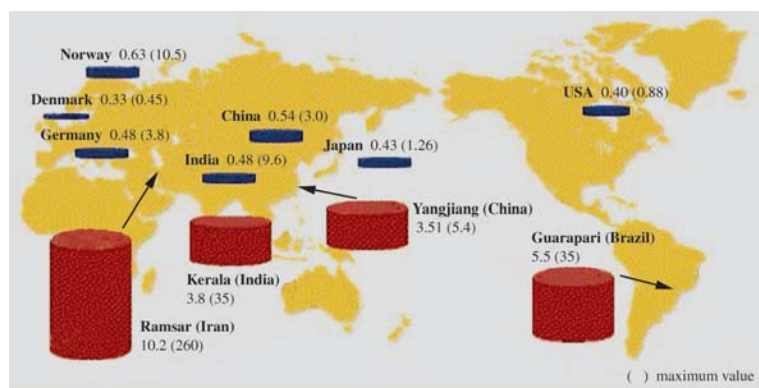 Norway 0.63 (10.5)
Denmark 0.33 (0.45)
Germany 0.48 (3.8)
China 0.54 (3.0)
India 0.48 (9.6)
Japan 0.43 (1.26)
USA 0.40 (0.88)
Yangjiang (China)
3.51 (5.4)
Guarapari (Brazil)
5.5 (35)
Kerala (India)
3.8 (35)
Ramsar (Iran)
10.2 (260)
( ) maximum value